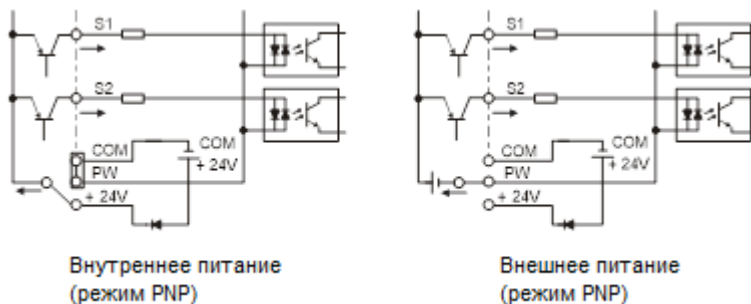 S1
S2
COM
COM
PW
+ 24V
+ 24V
Внутреннее питание
(режим PNP)
S1
S2
COM
COM
PW
+ 24V
+ 24V
Внешнее питание
(режим PNP)